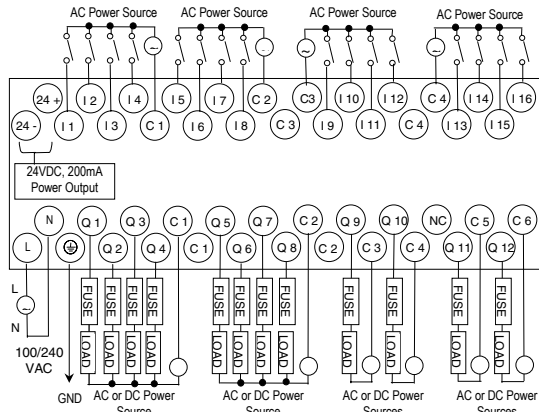 AC Power Source AC Power Source AC Power Source AC Power Source
24 + I 2 I 4 I 5 I 7 C 2 C3 I 10 I 12 C 4 I 14 I 16
24 - I 1 I 3 C 1 I 6 I 8 C 3 I 9 I 11 C 4 I 13 I 15
24VDC, 200mA
Power Output
N Q 1 Q 3 C 1 Q 5 Q 7 C 2 Q 9 Q 10 NC C 5 C 6
L Q 2 Q 4 C 1 Q 6 Q 8 C 2 C 3 C 4 Q 11 Q 12
L
FUSE FUSE FUSE FUSE FUSE FUSE FUSE FUSE FUSE FUSE FUSE FUSE
N
LOAD LOAD LOAD LOAD LOAD LOAD LOAD LOAD LOAD LOAD LOAD LOAD
100/240
VAC
GND
AC or DC Power AC or DC Power AC or DC Power AC or DC Power
Source Source Sources Sources